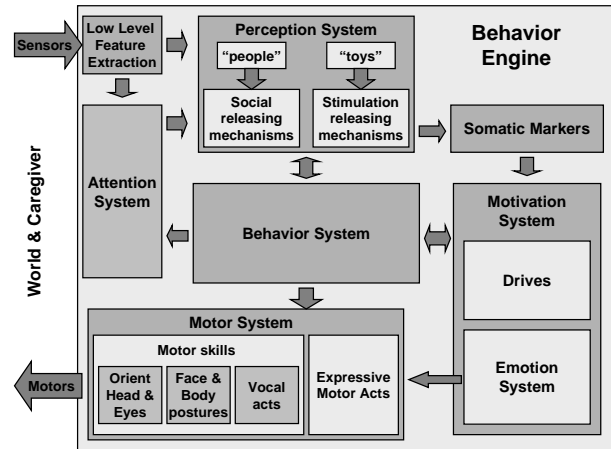 Sensors
Low Level
Feature
Extraction
Perception System
“people”
“toys”
Social
releasing
mechanisms
Stimulation
releasing
mechanisms
Behavior
Engine
Somatic Markers
Attention
System
Behavior System
Motivation
System
Drives
Emotion
System
World & Caregiver
Motor System
Motor skills
Orient
Head &
Eyes
Face &
Body
postures
Vocal
acts
Expressive
Motor Acts
Motors